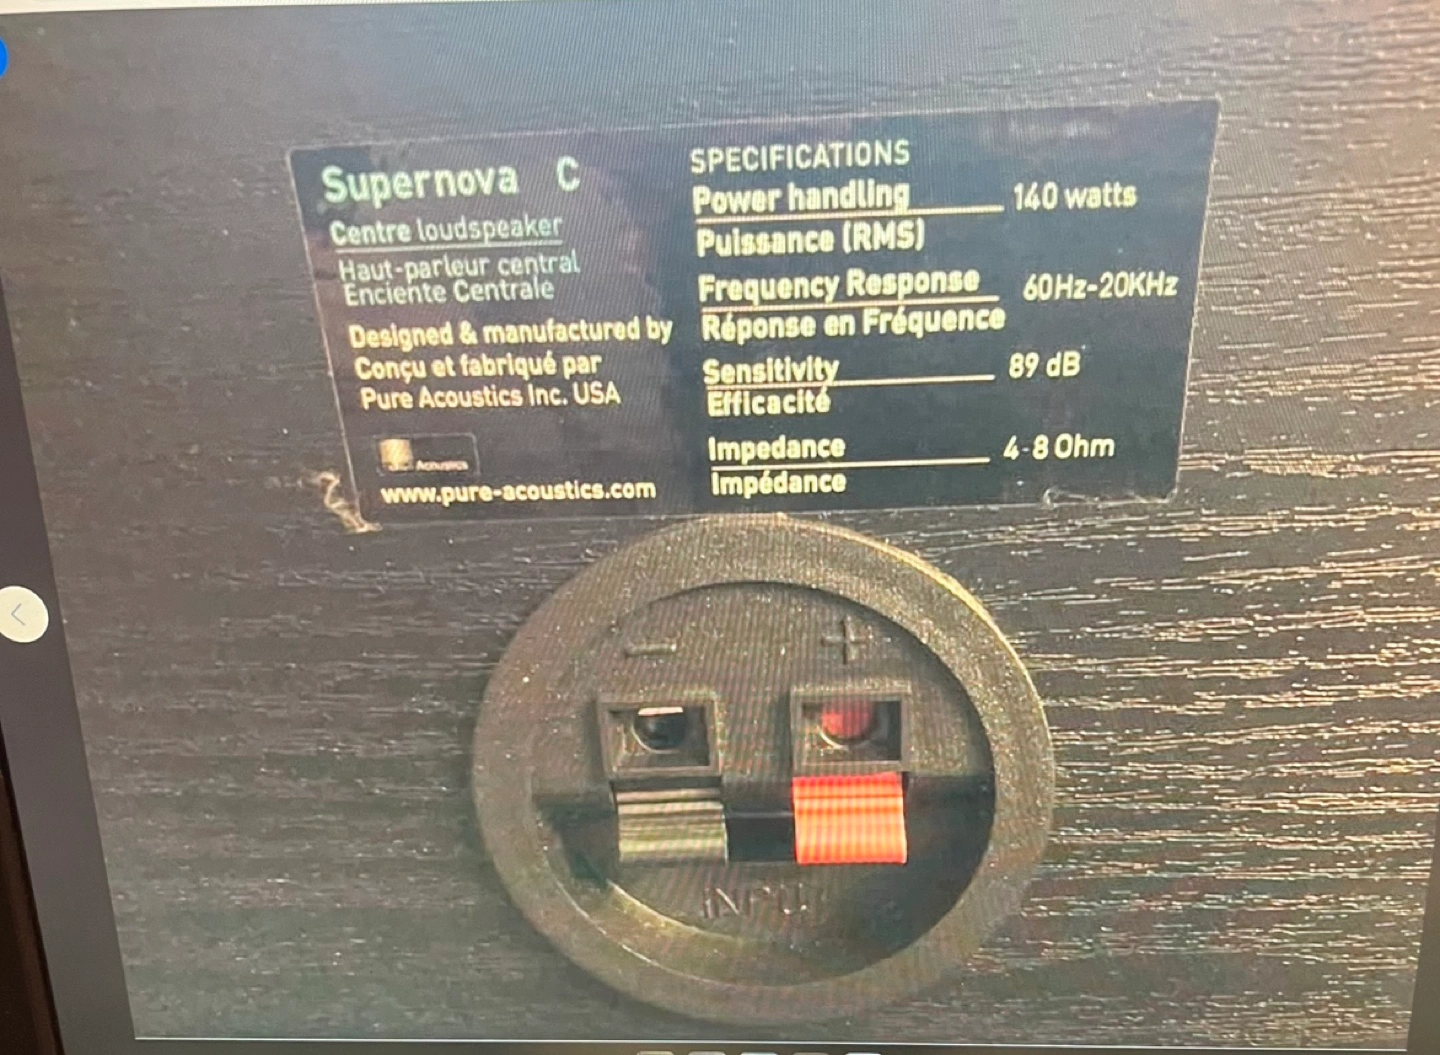 Supernova C
Centre loudspeaker
Haut-parleur central
Enciente Centrale
Designed & manufactured by
Conçu et fabriqué par
Pure Acoustics Inc. USA
Acoustics
www.pure-acoustics.com
SPECIFICATIONS
Power handling 140 watts
Puissance (RMS)
Frequency Response 60Hz-20KHz
Réponse en Fréquence
Sensitivity 89 dB
Efficacité
Impedance 4-8 Ohm
Impédance
- +
INPUT